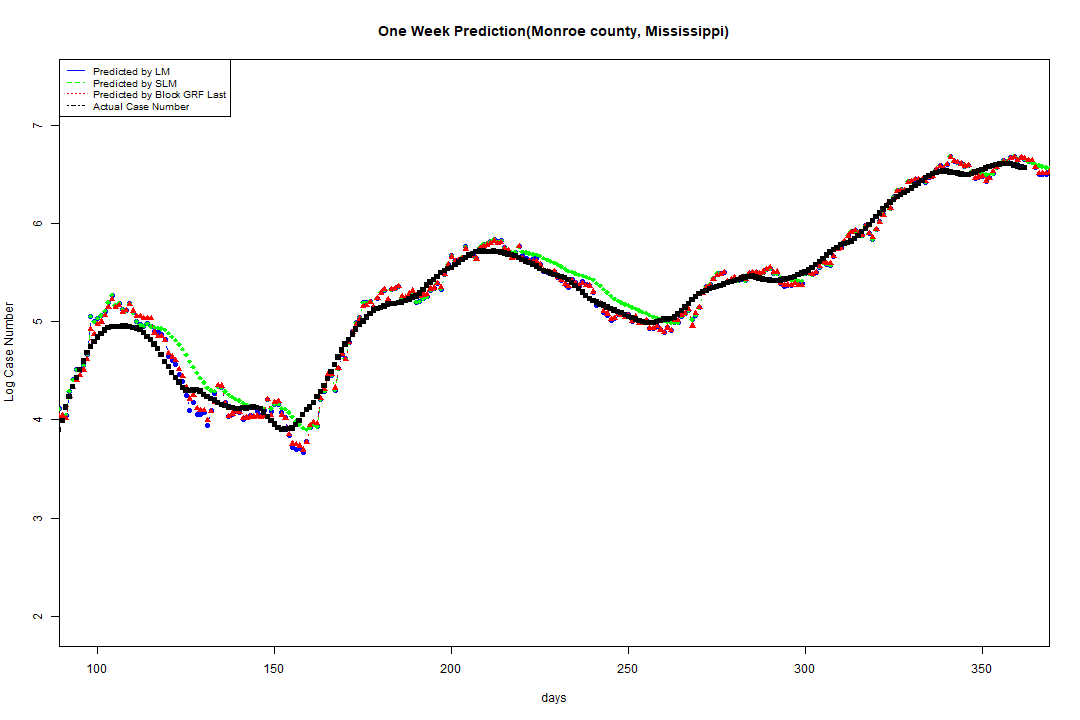 One Week Prediction(Monroe county, Mississippi)
Predicted by LM
Predicted by SLM
Predicted by Block GRF Last
Actual Case Number
7
6
5
4
3
2
Log Case Number
100 150 200 250 300 350
days